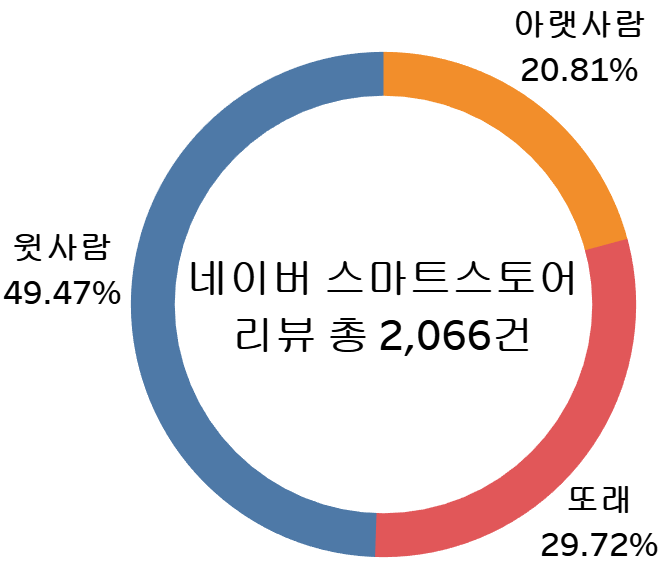 아랫사람
20.81%
윗사람
49.47%
네이버 스마트스토어
리뷰 총 2,066건
또래
29.72%